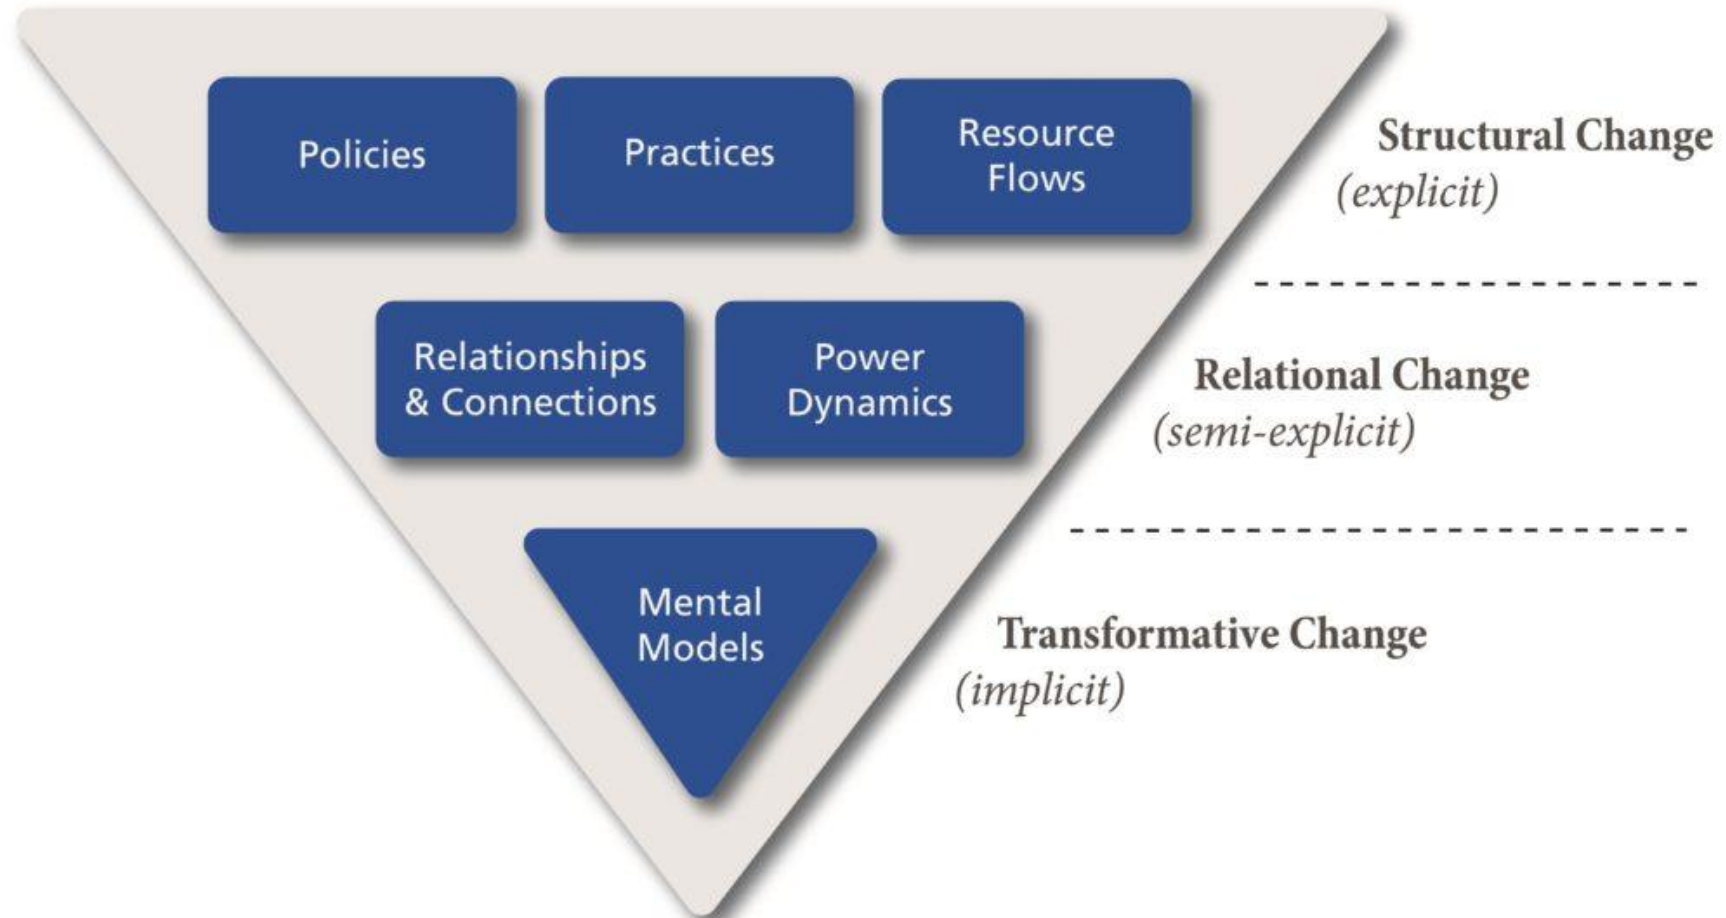 Policies
Practices
Resource
Flows
Structural Change
(explicit)
Relationships
& Connections
Power
Dynamics
Relational Change
(semi-explicit)
Mental
Models
Transformative Change
(implicit)